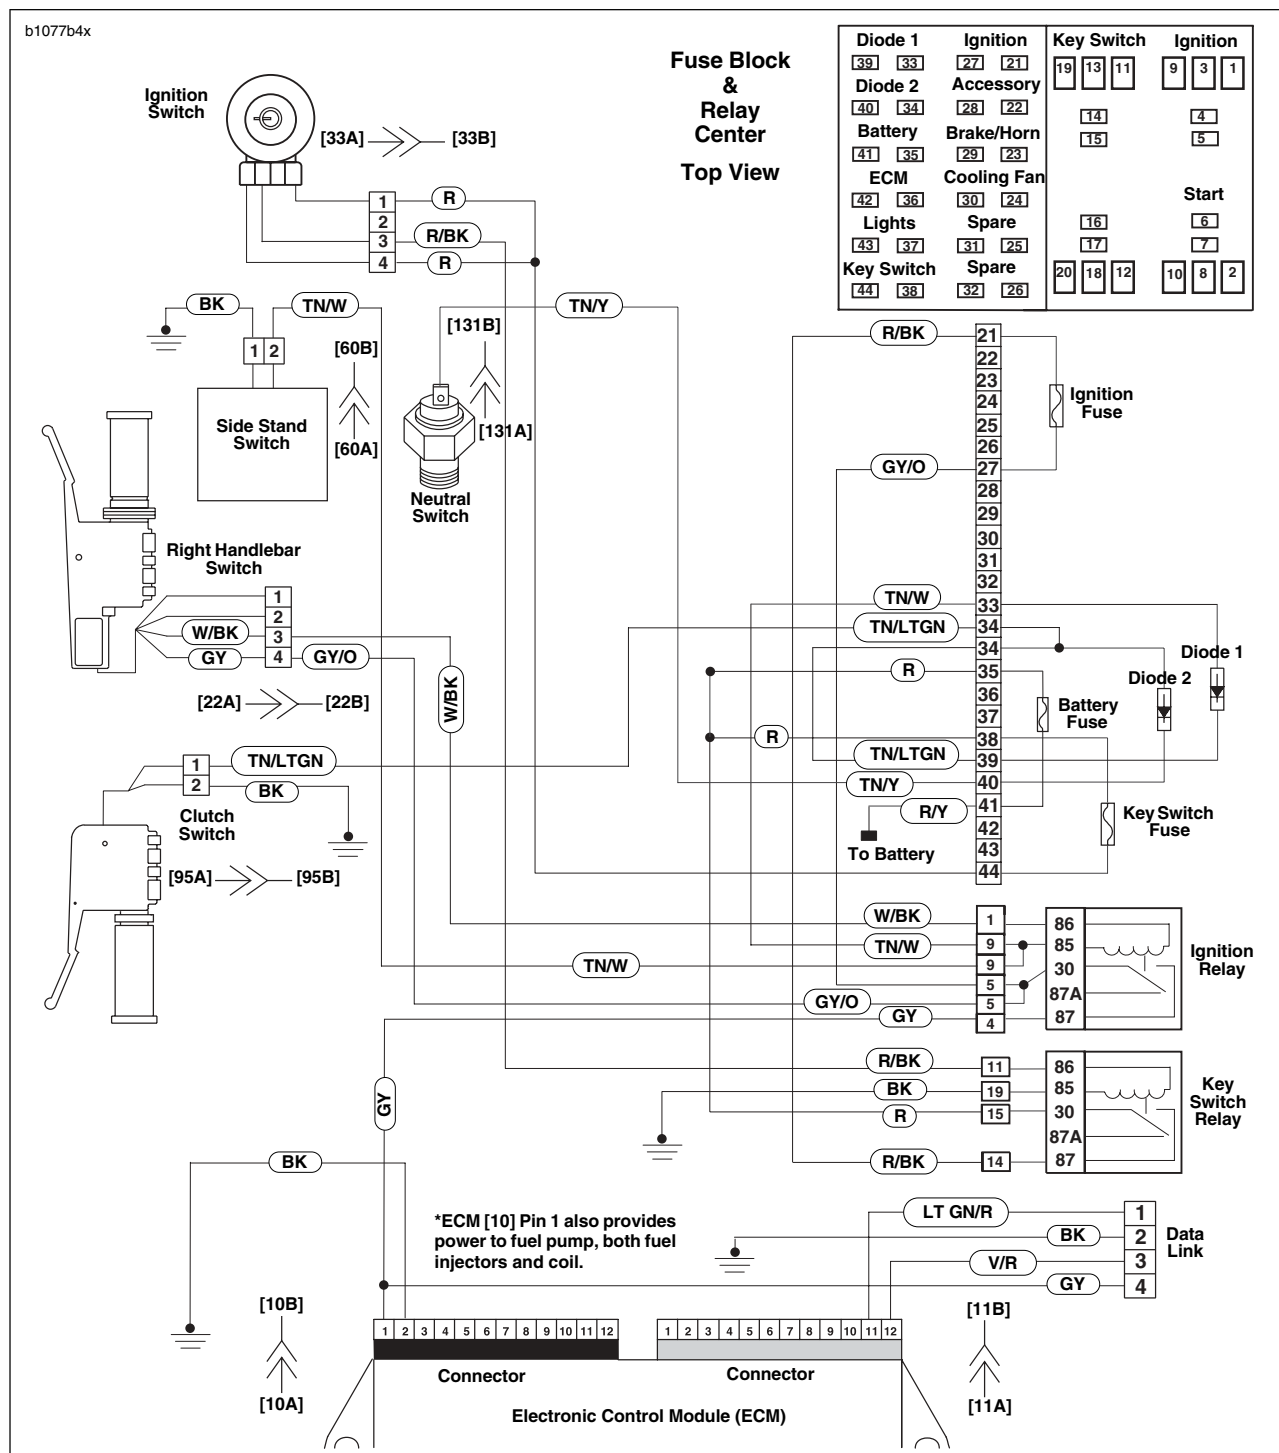 b1077b4x
Fuse Block
&
Relay
Center
Top View
Diode 1
39 33
Diode 2
40 34
Battery
41 35
ECM
42 36
Lights
43 37
Key Switch
44 38
Ignition
27 21
Accessory
28 22
Brake/Horn
29 23
Cooling Fan
30 24
Spare
31 25
Spare
32 26
Key Switch
19 13 11
14
15
16
17
20 18 12
Ignition
9 3 1
4
5
Start
6
7
10 8 2
Ignition
Switch
[33A] [33B]
1 R
2
3 R/BK
4 R
BK
TN/W
1 2
Side Stand
Switch
[60B]
[60A]
TN/Y
[131B]
[131A]
Neutral
Switch
Right Handlebar
Switch
1
2
W/BK 3
GY 4 GY/O
W/BK
[22A] [22B]
1 TN/LTGN
2 BK
Clutch
Switch
[95A] [95B]
R/BK 21
22
23
24
25
26
GY/O 27
28
29
30
31
32
TN/W 33
TN/LTGN 34
34
R 35
36
37
R 38
TN/LTGN 39
TN/Y 40
R/Y 41
42
43
44
To Battery
Ignition
Fuse
Diode 1
Diode 2
Battery
Fuse
Key Switch
Fuse
W/BK 1 86
TN/W 9 85
TN/W 9 30
5 87A
GY/O 5
GY 4 87
Ignition
Relay
R/BK 11 86
BK 19 85
R 15 30
87A
R/BK 14 87
Key
Switch
Relay
GY
BK
*ECM [10] Pin 1 also provides
power to fuel pump, both fuel
injectors and coil.
LT GN/R 1
BK 2
V/R 3
GY 4
Data
Link
[10B]
[10A]
[11B]
[11A]
1 2 3 4 5 6 7 8 9 10 11 12
1 2 3 4 5 6 7 8 9 10 11 12
Connector
Connector
Electronic Control Module (ECM)